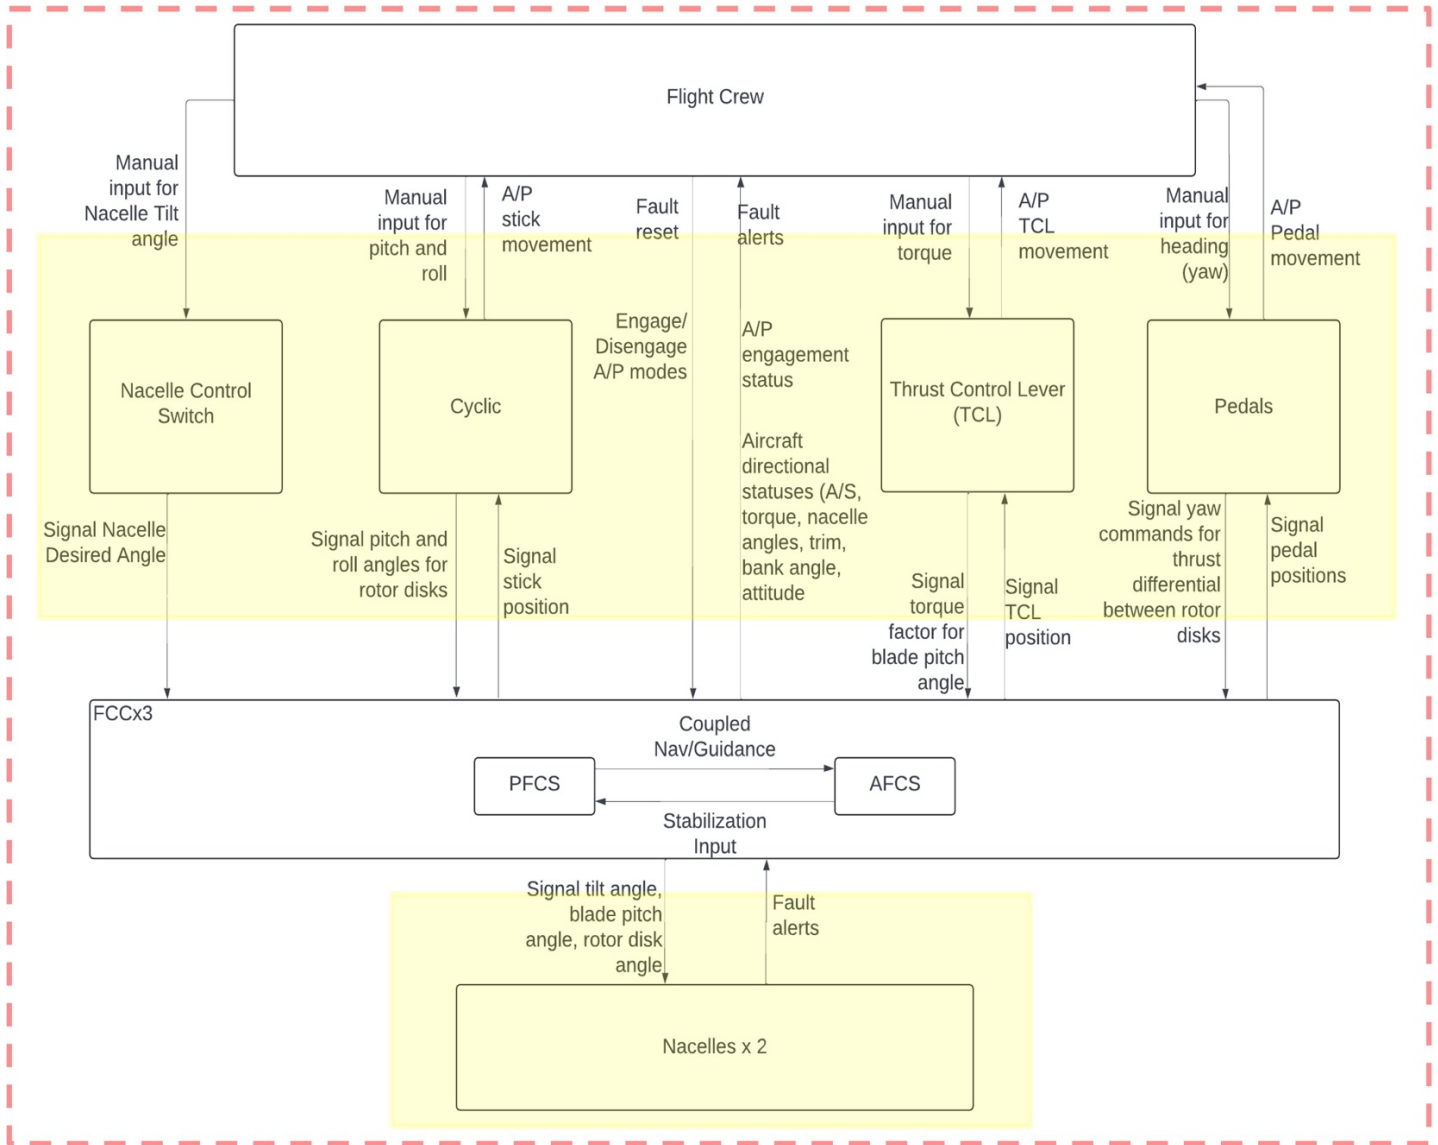 Flight Crew
Manual
input for
Nacelle Tilt
angle
Manual
input for
pitch and
roll
A/P
stick
movement
Fault
reset
Fault
alerts
Manual
input for
torque
A/P
TCL
movement
Manual
input for
heading
(yaw)
A/P
Pedal
movement
Engage/
Disengage
A/P modes
A/P
engagement
status
Nacelle Control
Switch
Cyclic
Thrust Control Lever
(TCL)
Pedals
Aircraft
directional
statuses (A/S,
torque, nacelle
angles, trim,
bank angle,
attitude
Signal Nacelle
Desired Angle
Signal pitch and
roll angles for
rotor disks
Signal
stick
position
Signal
torque
factor for
blade pitch
angle
Signal
TCL
position
Signal yaw
commands for
thrust
differential
between rotor
disks
Signal
pedal
positions
FCCx3
Coupled
Nav/Guidance
PFCS
AFCS
Stabilization
Input
Signal tilt angle,
blade pitch
angle, rotor disk
angle
Fault
alerts
Nacelles x 2